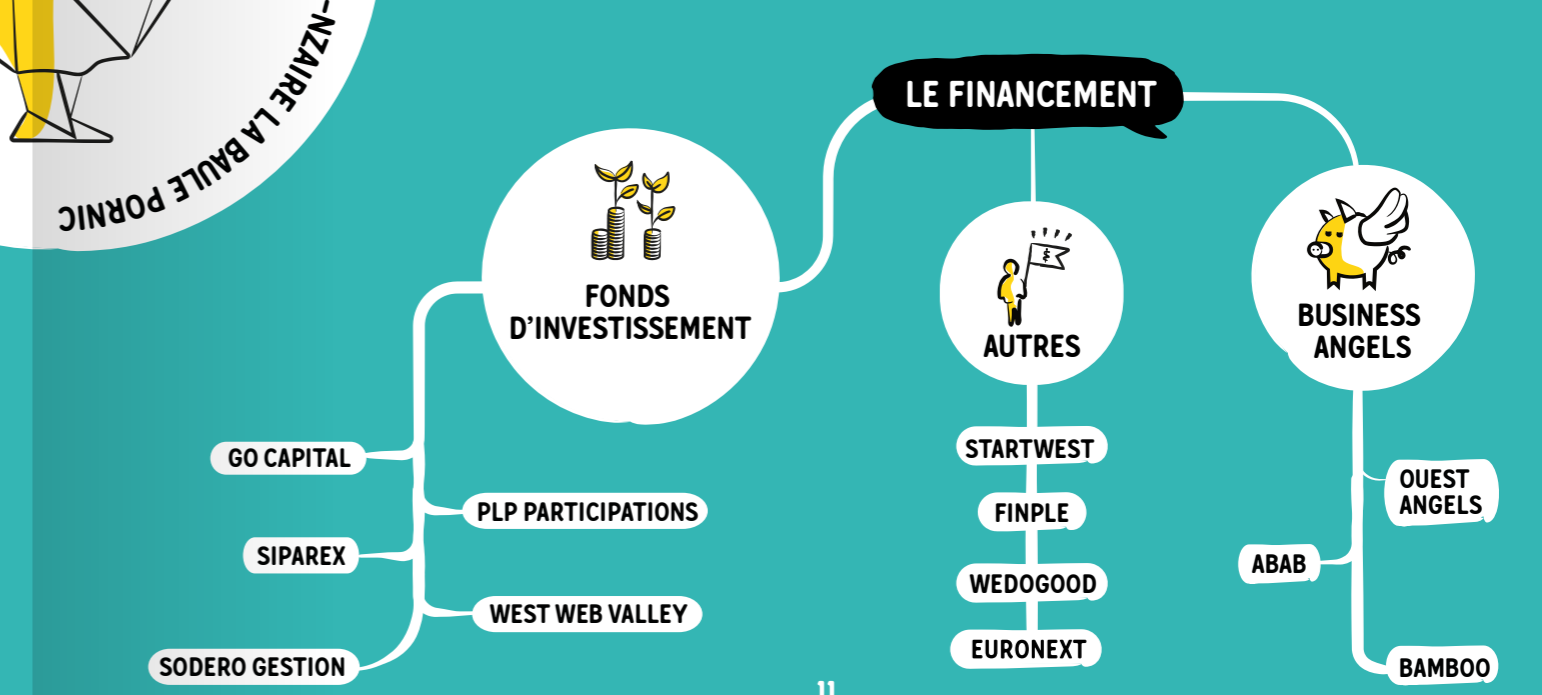 -NZAIRE LA BAULE PORNIC
LE FINANCEMENT
FONDS
D'INVESTISSEMENT
GO CAPITAL
PLP PARTICIPATIONS
SIPAREX
WEST WEB VALLEY
SODERO GESTION
$
AUTRES
STARTWEST
FINPLE
WEDOGOOD
EURONEXT
BUSINESS
ANGELS
OUEST
ANGELS
ABAB
BAMBOO
11